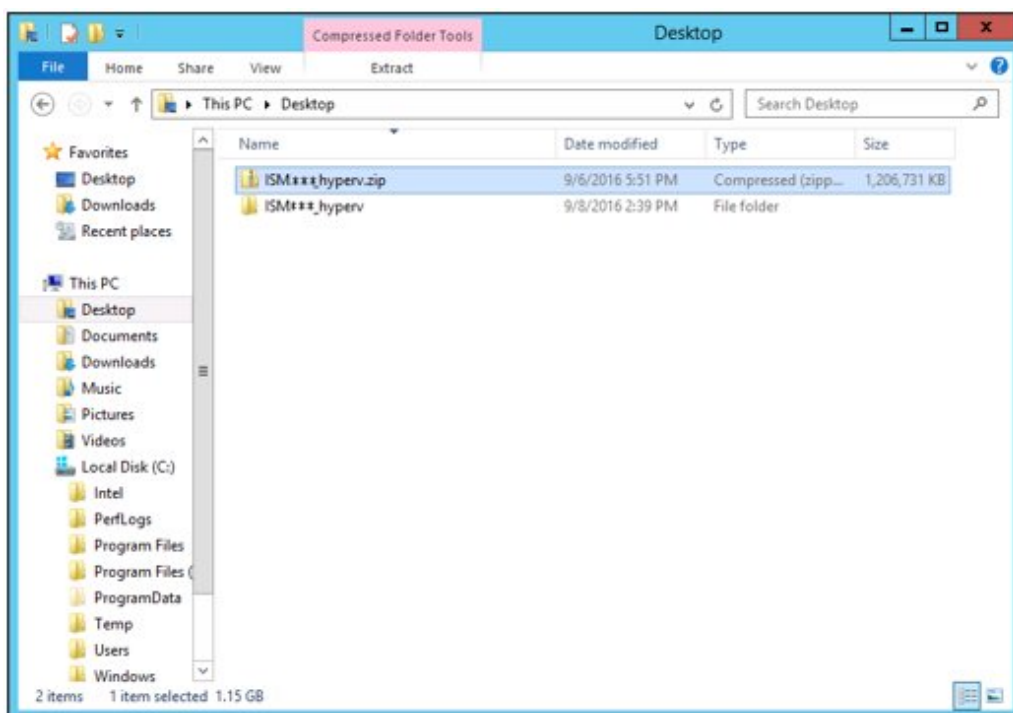 Compressed Folder Tools
Desktop
File Home Share View Extract
This PC Desktop
Search Desktop
Name Date modified Type Size
ISM***_hyperv.zip 9/6/2016 5:51 PM Compressed (zipp... 1,206,731 KB
ISM***_hyperv 9/8/2016 2:39 PM File folder
Favorites
Desktop
Downloads
Recent places
This PC
Desktop
Documents
Downloads
Music
Pictures
Videos
Local Disk (C:)
Intel
PerfLogs
Program Files
Program Files (
ProgramData
Temp
Users
Windows
2 items 1 item selected 1.15 GB